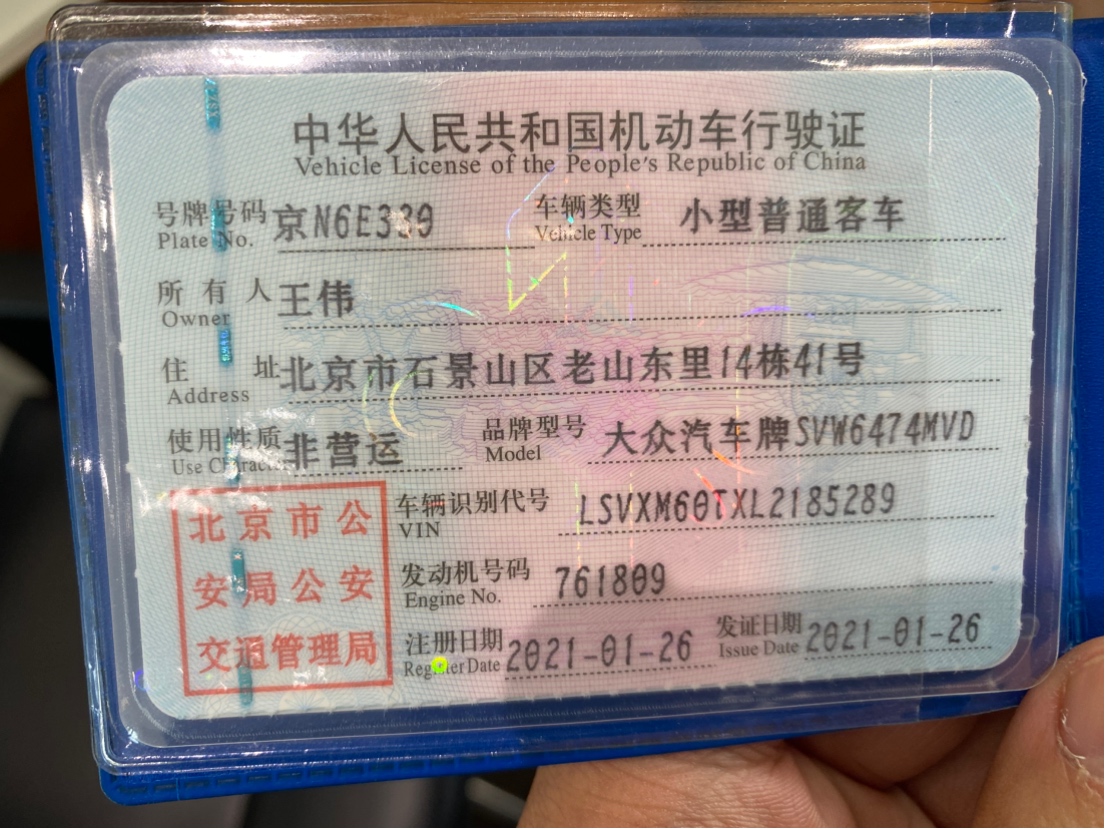 中华人民共和国机动车行驶证
Vehicle License of the People's Republic of China
号牌号码 京N6E339 车辆类型 小型普通客车
Plate No. Vehicle Type
所有人 王伟
Owner
住址 北京市石景山区老山东里14栋41号
Address
使用性质 非营运 品牌型号 大众汽车牌SVW6474MVD
Use Character Model
北京市公
安局公安
交通管理局
车辆识别代号 LSVXM60TXL2185289
VIN
发动机号码 761809
Engine No.
注册日期 2021-01-26 发证日期 2021-01-26
Register Date Issue Date